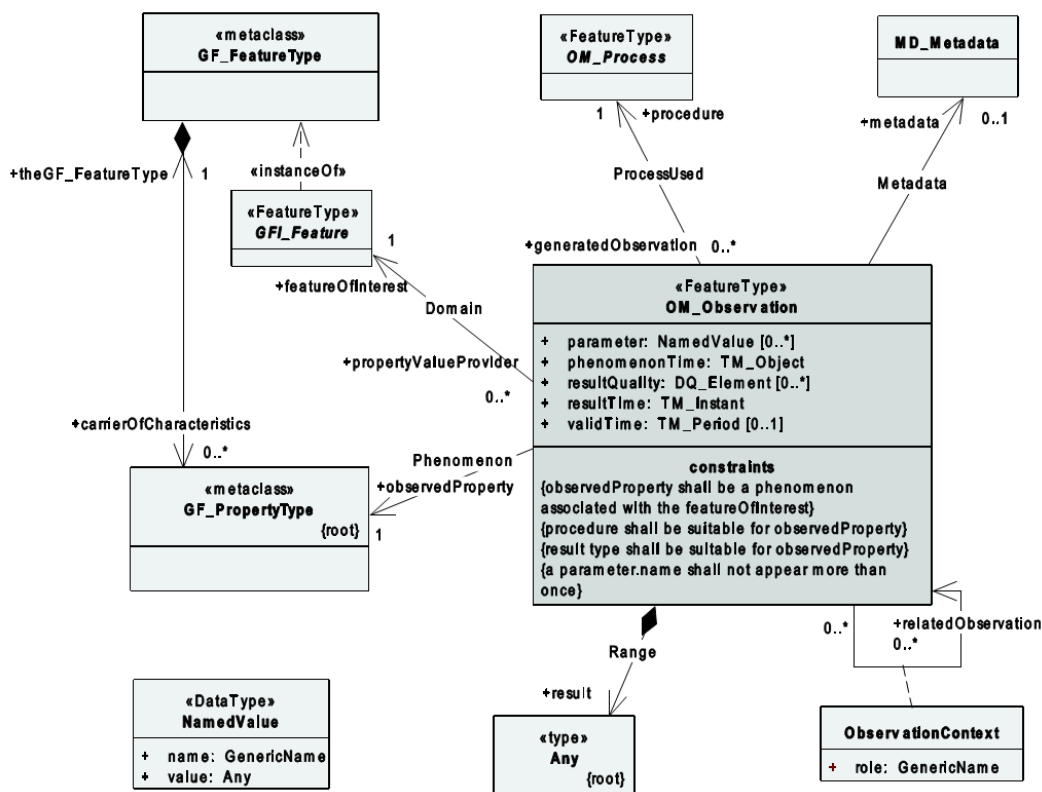 «metaclass»
GF_FeatureType
«FeatureType»
OM_Process
MD_Metadata
1
+procedure
+metadata
0..1
+theGF_FeatureType
1
«instanceOf»
ProcessUsed
Metadata
«FeatureType»
GFI_Feature
1
+generatedObservation
0..*
+featureOfInterest
Domain
«FeatureType»
OM_Observation
+ parameter: NamedValue [0..*]
+ phenomenonTime: TM_Object
+ resultQuality: DQ_Element [0..*]
+ resultTime: TM_Instant
+ validTime: TM_Period [0..1]
+propertyValueProvider
0..*
+carrierOfCharacteristics
0..*
Phenomenon
+observedProperty
1
«metaclass»
GF_PropertyType
{root}
constraints
{observedProperty shall be a phenomenon
associated with the featureOfInterest}
{procedure shall be suitable for observedProperty}
{result type shall be suitable for observedProperty}
{a parameter.name shall not appear more than
once}
0..*
+relatedObservation
0..*
Range
+result
«DataType»
NamedValue
+ name: GenericName
+ value: Any
«type»
Any
{root}
ObservationContext
+ role: GenericName